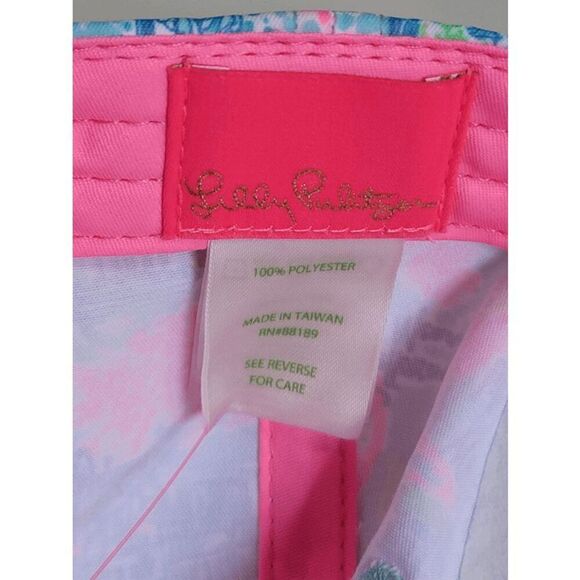 Lilly Pulitzer
100% POLYESTER
MADE IN TAIWAN
RN#88189
SEE REVERSE
FOR CARE